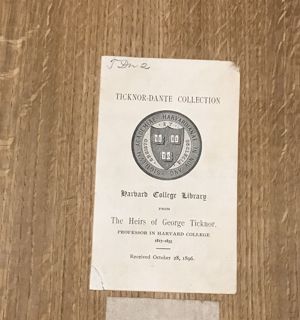 TICKNOR-DANTE COLLECTION
Harvard College Library
FROM
The Heirs of George Ticknor,
PROFESSOR IN HARVARD COLLEGE
1817-1835
Received October 28, 1896.